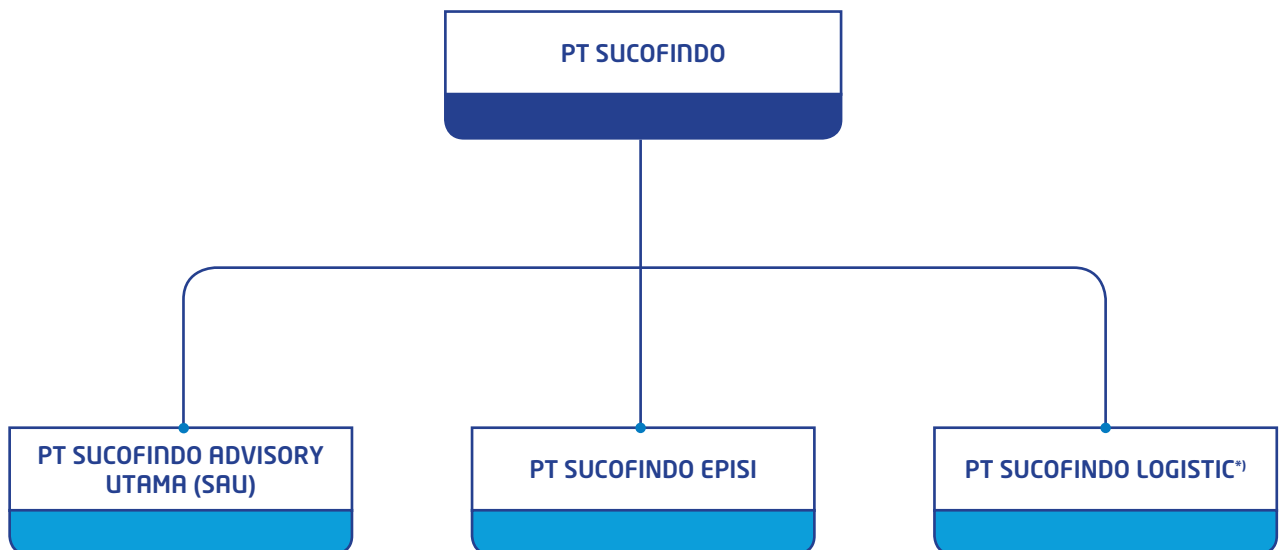 PT SUCOFINDO
PT SUCOFINDO ADVISORY
UTAMA (SAU)
PT SUCOFINDO EPISI
PT SUCOFINDO LOGISTIC*)